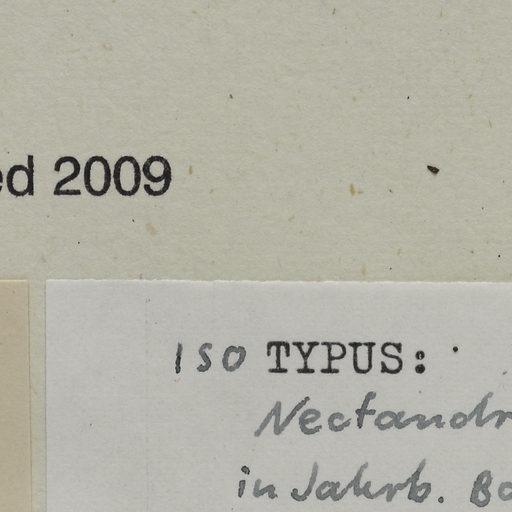 ed 2009
ISO TYPUS:
Nectandr
in Jahrb. Bo